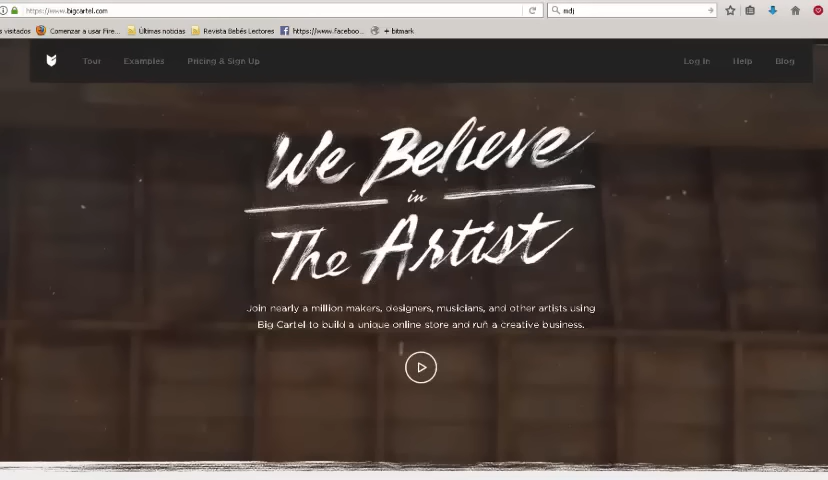 https://www.bigcartel.com
mdj
s visitados
Comenzar a usar Fire...
Últimas noticias
Revista Bebés Lectores
https://www.faceboo...
+ bitmark
Tour
Examples
Pricing & Sign Up
Log In
Help
Blog
We Believe
in
The Artist
Join nearly a million makers, designers, musicians, and other artists using
Big Cartel to build a unique online store and run a creative business.